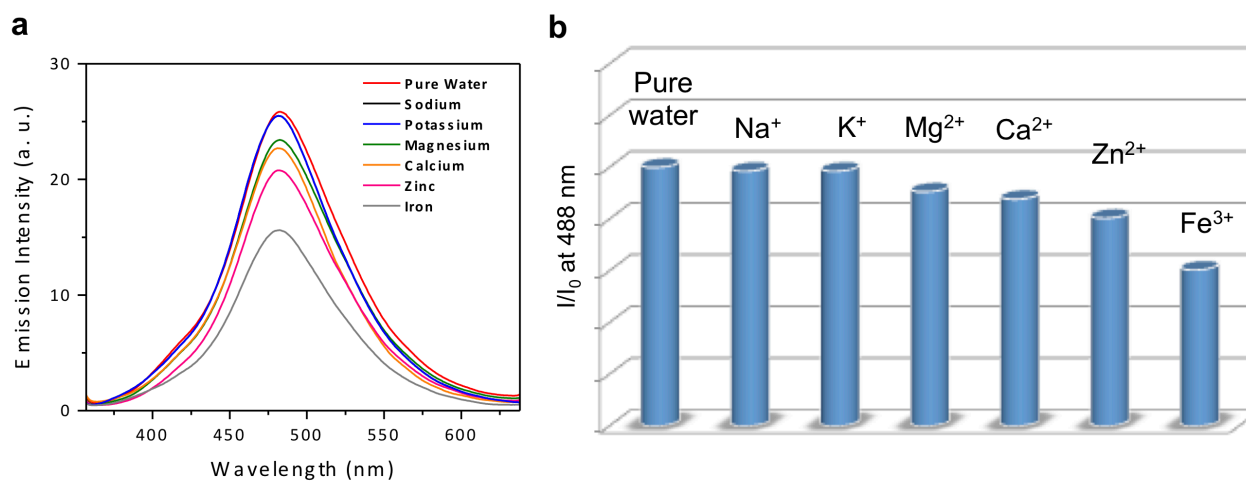 a
30
20
10
0
Emission Intensity (a. u.)
400 450 500 550 600
Wavelength (nm)
Pure Water
Sodium
Potassium
Magnesium
Calcium
Zinc
Iron
b
I/I₀ at 488 nm
Pure
water
Na⁺
K⁺
Mg²⁺
Ca²⁺
Zn²⁺
Fe³⁺